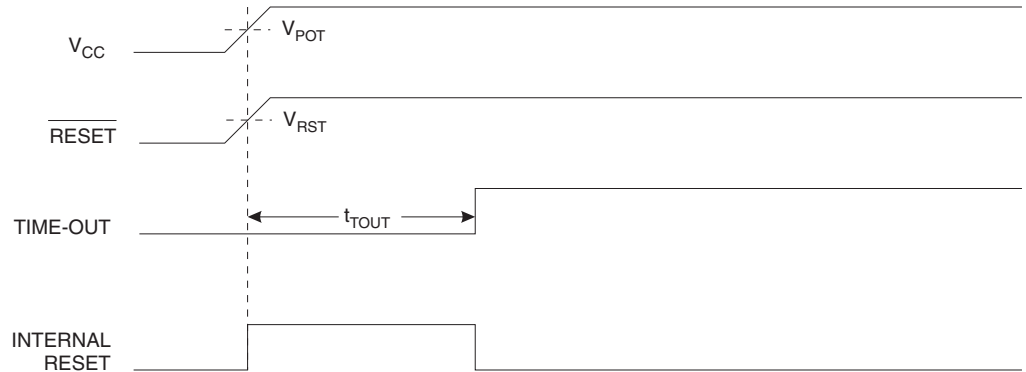 V_CC
V_POT
RESET
V_RST
TIME-OUT
t_TOUT
INTERNAL
RESET